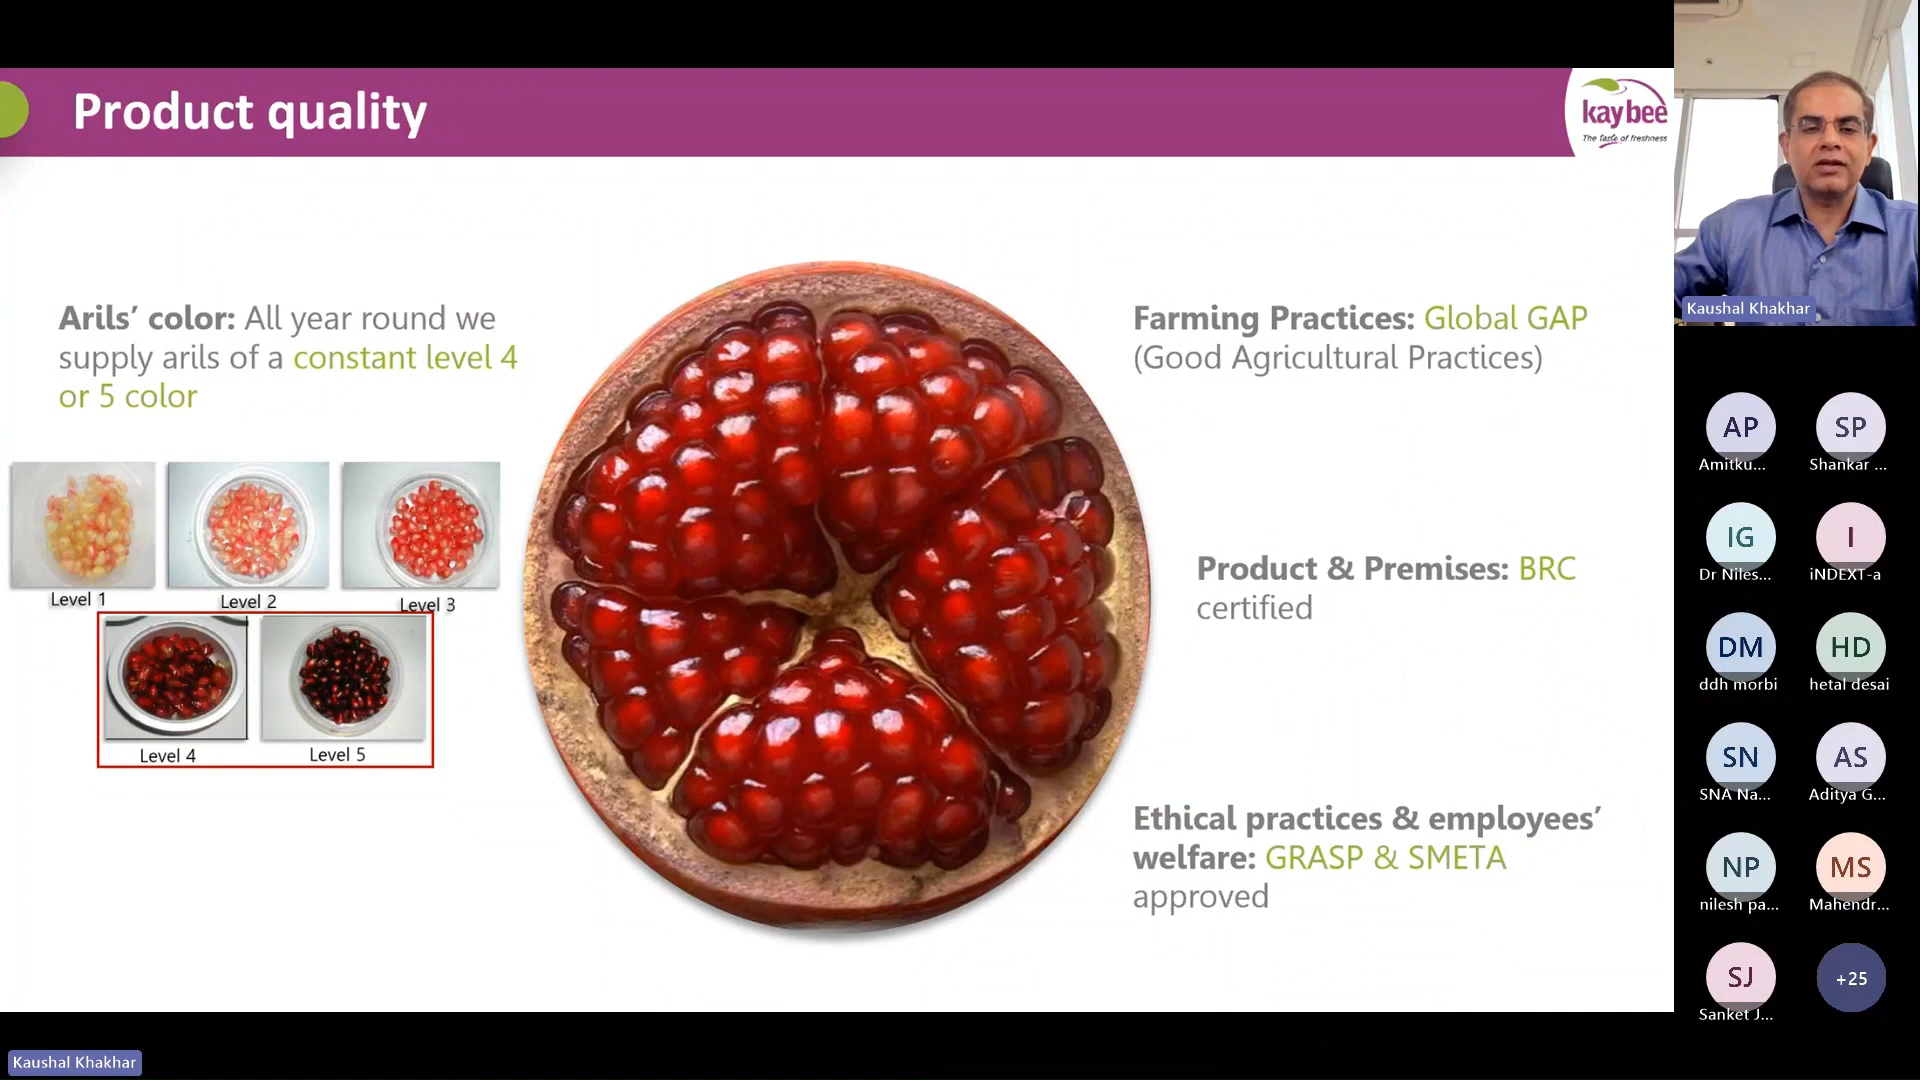 Product quality
kay bee
The taste of freshness
Arils’ color: All year round we
supply arils of a constant level 4
or 5 color
Level 1
Level 2
Level 3
Level 4
Level 5
Farming Practices: Global GAP
(Good Agricultural Practices)
Product & Premises: BRC
certified
Ethical practices & employees’
welfare: GRASP & SMETA
approved
Kaushal Khakhar
AP
Amitku...
SP
Shankar ...
IG
Dr Niles...
I
iNDEXT-a
DM
ddh morbi
HD
hetal desai
SN
SNA Na...
AS
Aditya G...
NP
nilesh pa...
MS
Mahendr...
SJ
Sanket J...
+25
Kaushal Khakhar